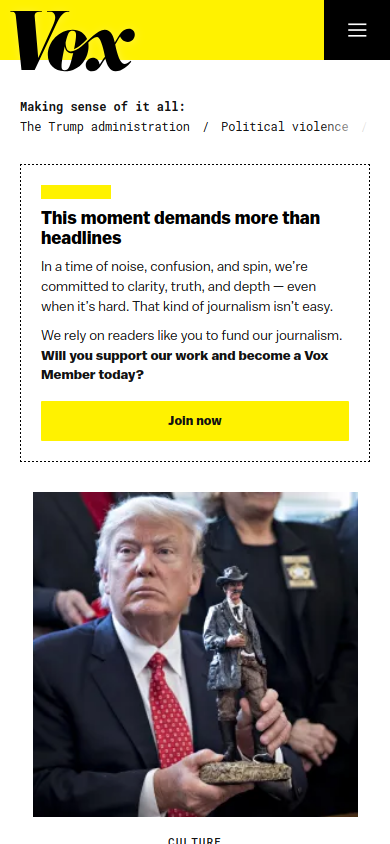 Vox
Making sense of it all:
The Trump administration / Political violence /
This moment demands more than
headlines
In a time of noise, confusion, and spin, we’re
committed to clarity, truth, and depth — even
when it’s hard. That kind of journalism isn’t easy.
We rely on readers like you to fund our journalism.
Will you support our work and become a Vox
Member today?
Join now
CULTURE